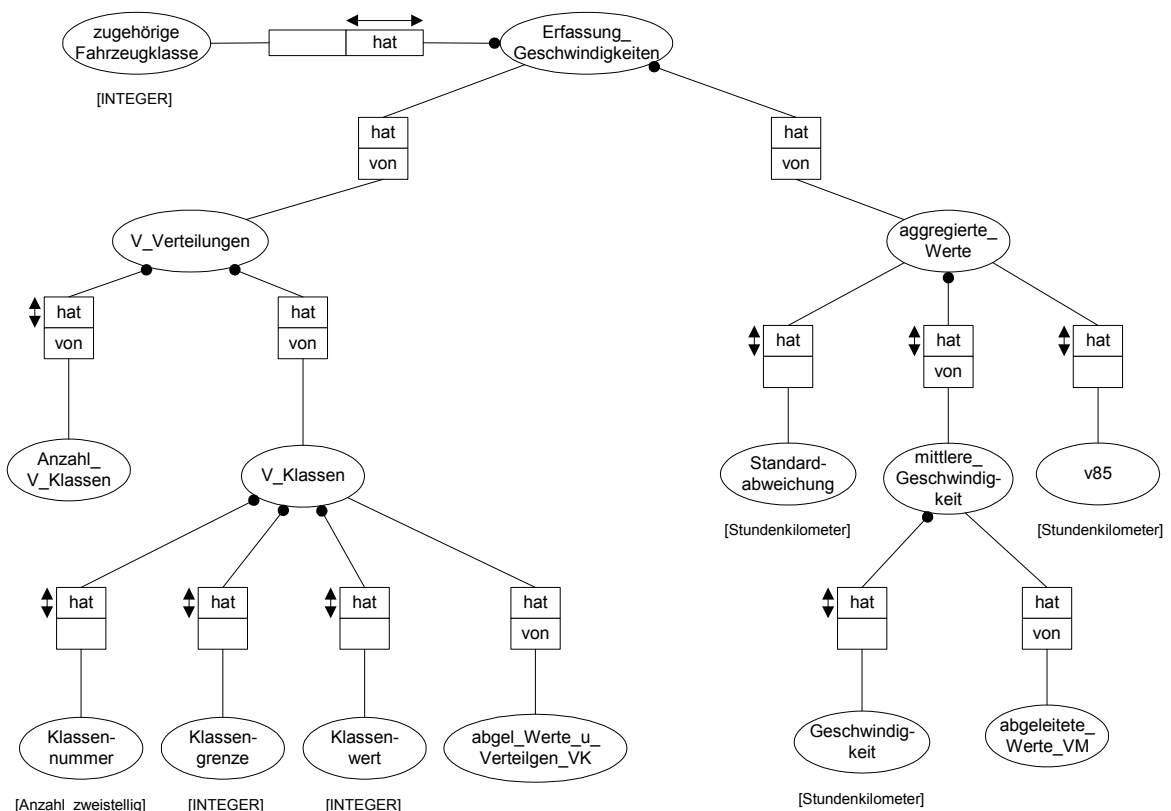 zugehörige
Fahrzeugklasse
hat
Erfassung_
Geschwindigkeiten
[INTEGER]
hat
von
hat
von
V_Verteilungen
aggregierte_
Werte
hat
von
hat
von
hat
hat
von
hat
Anzahl_
V_Klassen
V_Klassen
Standard-
abweichung
mittlere_
Geschwindig-
keit
v85
[Stundenkilometer]
[Stundenkilometer]
hat
hat
hat
hat
von
hat
hat
von
Klassen-
nummer
Klassen-
grenze
Klassen-
wert
abgel_Werte_u_
Verteilgen_VK
Geschwindig-
keit
abgeleitete_
Werte_VM
[Anzahl_zweistellig]
[INTEGER]
[INTEGER]
[Stundenkilometer]